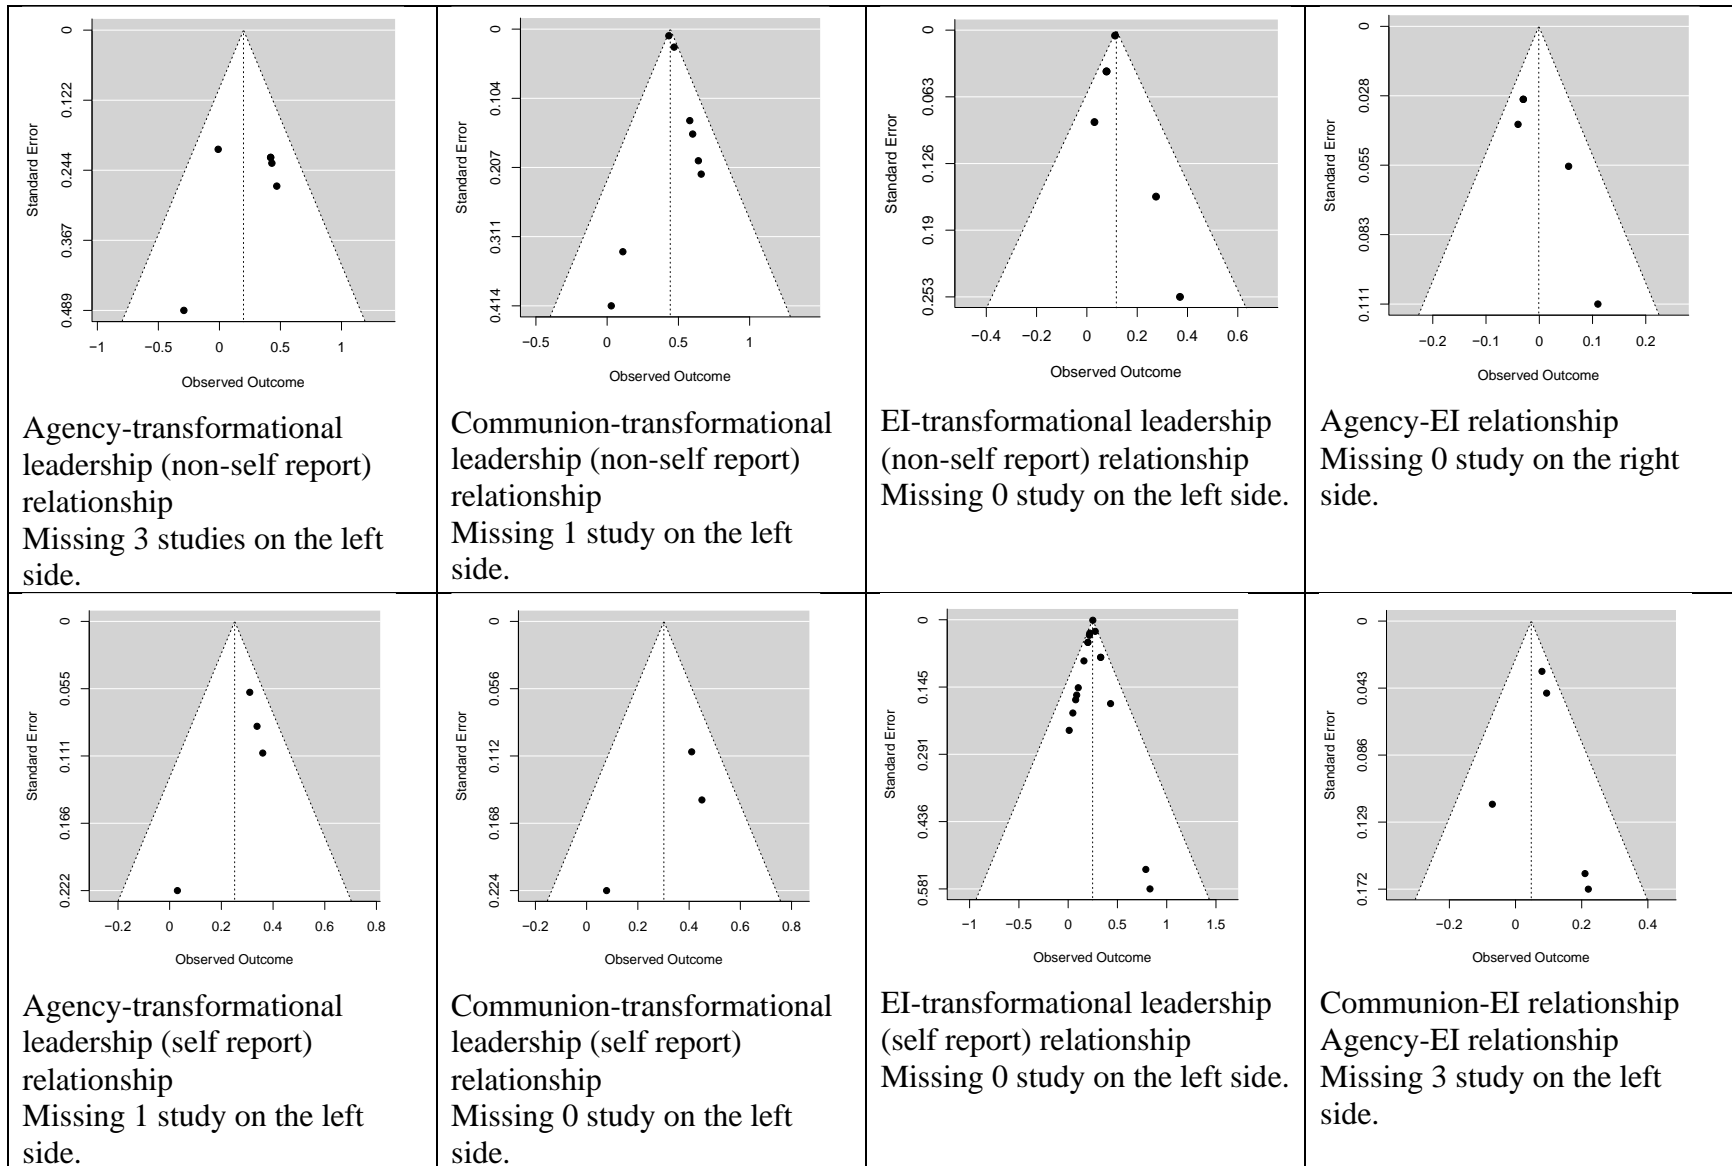 0
0.122
0.244
0.367
0.489
Standard Error
−1
−0.5
0
0.5
1
Observed Outcome
Agency-transformational
leadership (non-self report)
relationship
Missing 3 studies on the left
side.
0
0.104
0.207
0.311
0.414
Standard Error
−0.5
0
0.5
1
Observed Outcome
Communion-transformational
leadership (non-self report)
relationship
Missing 1 study on the left
side.
0
0.063
0.126
0.19
0.253
Standard Error
−0.4
−0.2
0
0.2
0.4
0.6
Observed Outcome
EI-transformational leadership
(non-self report) relationship
Missing 0 study on the left side.
0
0.028
0.055
0.083
0.111
Standard Error
−0.2
−0.1
0
0.1
0.2
Observed Outcome
Agency-EI relationship
Missing 0 study on the right
side.
0
0.055
0.111
0.166
0.222
Standard Error
−0.2
0
0.2
0.4
0.6
0.8
Observed Outcome
Agency-transformational
leadership (self report)
relationship
Missing 1 study on the left
side.
0
0.056
0.112
0.168
0.224
Standard Error
−0.2
0
0.2
0.4
0.6
0.8
Observed Outcome
Communion-transformational
leadership (self report)
relationship
Missing 0 study on the left
side.
0
0.145
0.291
0.436
0.581
Standard Error
−1
−0.5
0
0.5
1
1.5
Observed Outcome
EI-transformational leadership
(self report) relationship
Missing 0 study on the left side.
0
0.043
0.086
0.129
0.172
Standard Error
−0.2
0
0.2
0.4
Observed Outcome
Communion-EI relationship
Agency-EI relationship
Missing 3 study on the left
side.